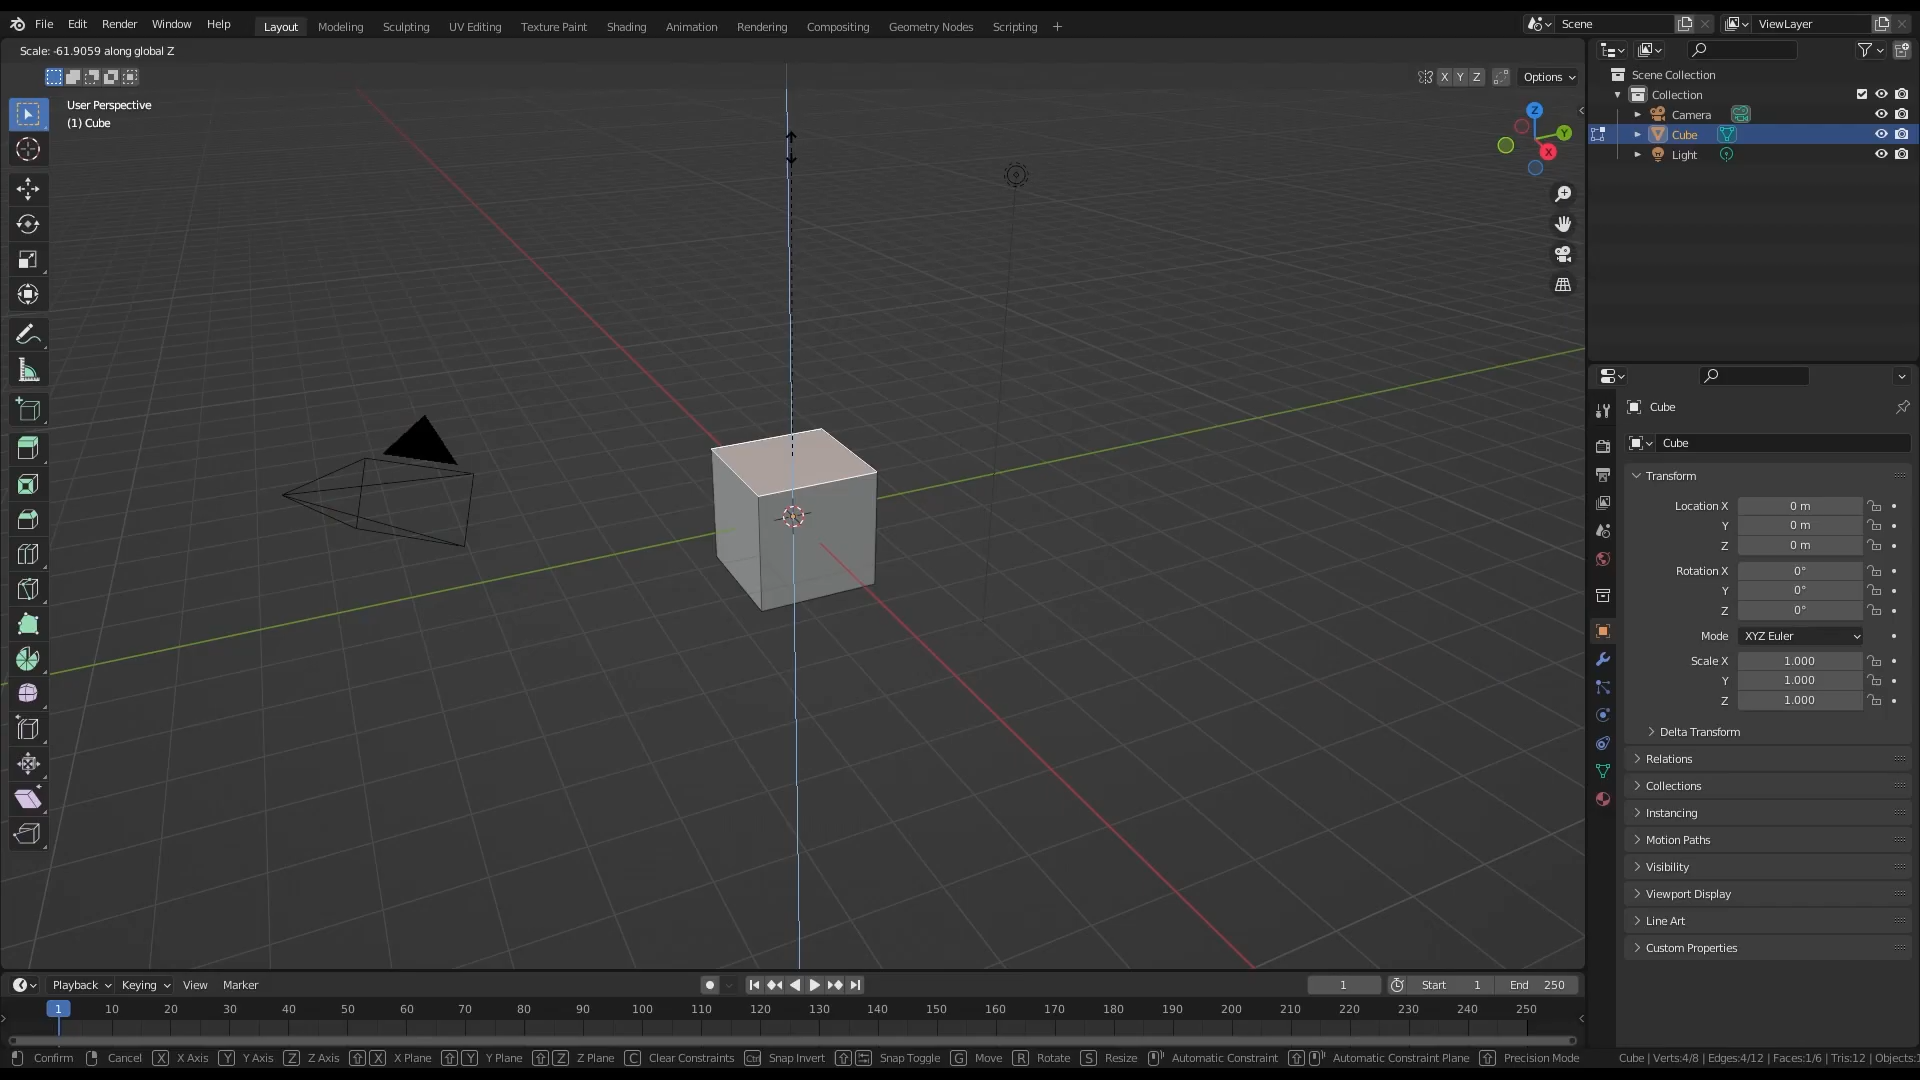 File Edit Render Window Help Layout Modeling Sculpting UV Editing Texture Paint Shading Animation Rendering Compositing Geometry Nodes Scripting + Scene ViewLayer
Scale: -61.9059 along global Z
X Y Z Options
User Perspective
(1) Cube
Z
Y
X
Scene Collection
Collection
Camera
Cube
Light
Cube
Cube
Transform
Location X 0 m
Y 0 m
Z 0 m
Rotation X 0°
Y 0°
Z 0°
Mode XYZ Euler
Scale X 1.000
Y 1.000
Z 1.000
Delta Transform
Relations
Collections
Instancing
Motion Paths
Visibility
Viewport Display
Line Art
Custom Properties
Playback Keying View Marker 1 Start 1 End 250
1 10 20 30 40 50 60 70 80 90 100 110 120 130 140 150 160 170 180 190 200 210 220 230 240 250
Confirm Cancel X X Axis Y Y Axis Z Z Axis X X Plane Y Y Plane Z Z Plane C Clear Constraints Ctrl Snap Invert Snap Toggle G Move R Rotate S Resize Automatic Constraint Automatic Constraint Plane Precision Mode Cube | Verts:4/8 | Edges:4/12 | Faces:1/6 | Tris:12 | Objects:1